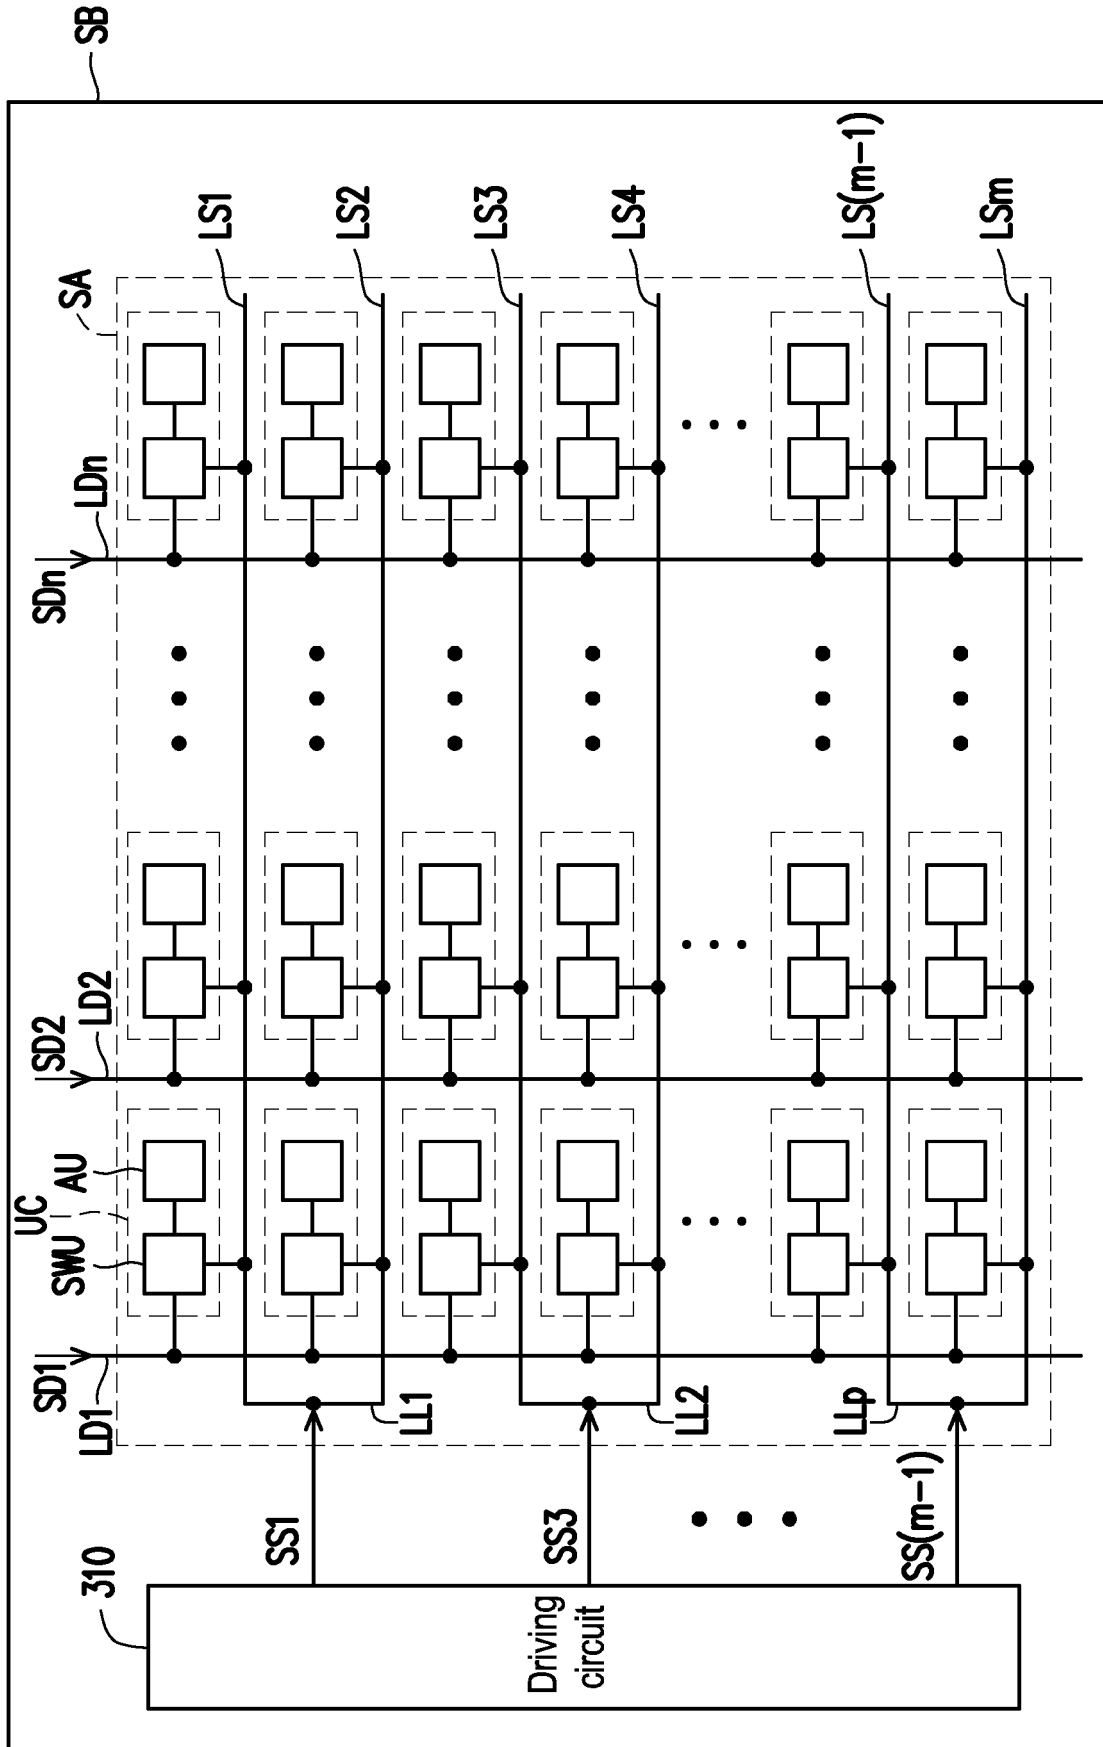 SB
SA
SD1
SD2
SDn
LD1
LD2
LDn
UC
SWU
AU
LS1
LS2
LS3
LS4
LS(m-1)
LSm
LL1
LL2
LLp
SS1
SS3
SS(m-1)
310
Driving
circuit